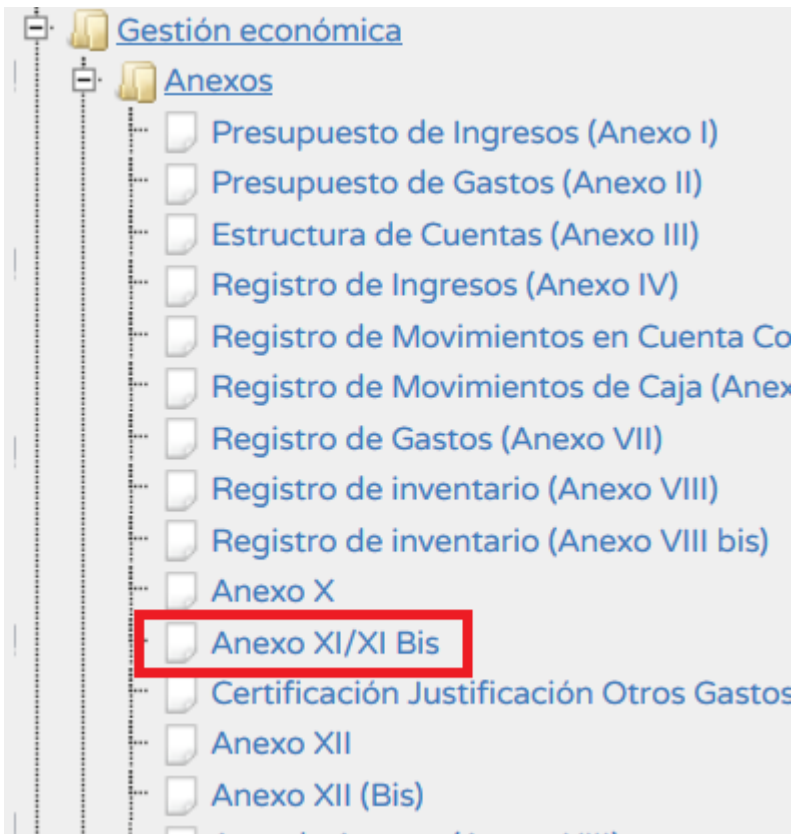 Gestión económica
Anexos
Presupuesto de Ingresos (Anexo I)
Presupuesto de Gastos (Anexo II)
Estructura de Cuentas (Anexo III)
Registro de Ingresos (Anexo IV)
Registro de Movimientos en Cuenta Co
Registro de Movimientos de Caja (Anex
Registro de Gastos (Anexo VII)
Registro de inventario (Anexo VIII)
Registro de inventario (Anexo VIII bis)
Anexo X
Anexo XI/XI Bis
Certificación Justificación Otros Gastos
Anexo XII
Anexo XII (Bis)